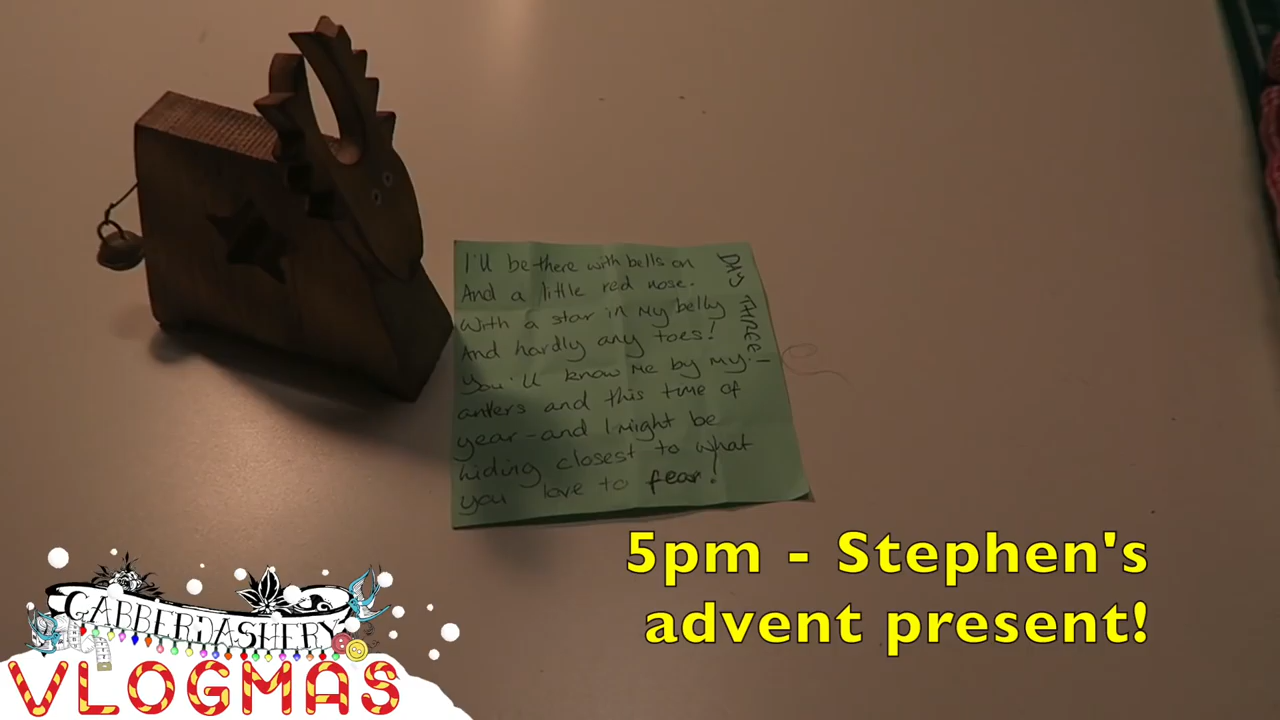 I'll be there with bells on
And a little red nose.
With a star in my belly
And hardly any toes!
You'll know me by my
antlers and this time of
year - and I might be
hiding closest to what
you love to fear!
DAY THREE!
5pm - Stephen's
advent present!
GABBERDASHERY
VLOGMAS